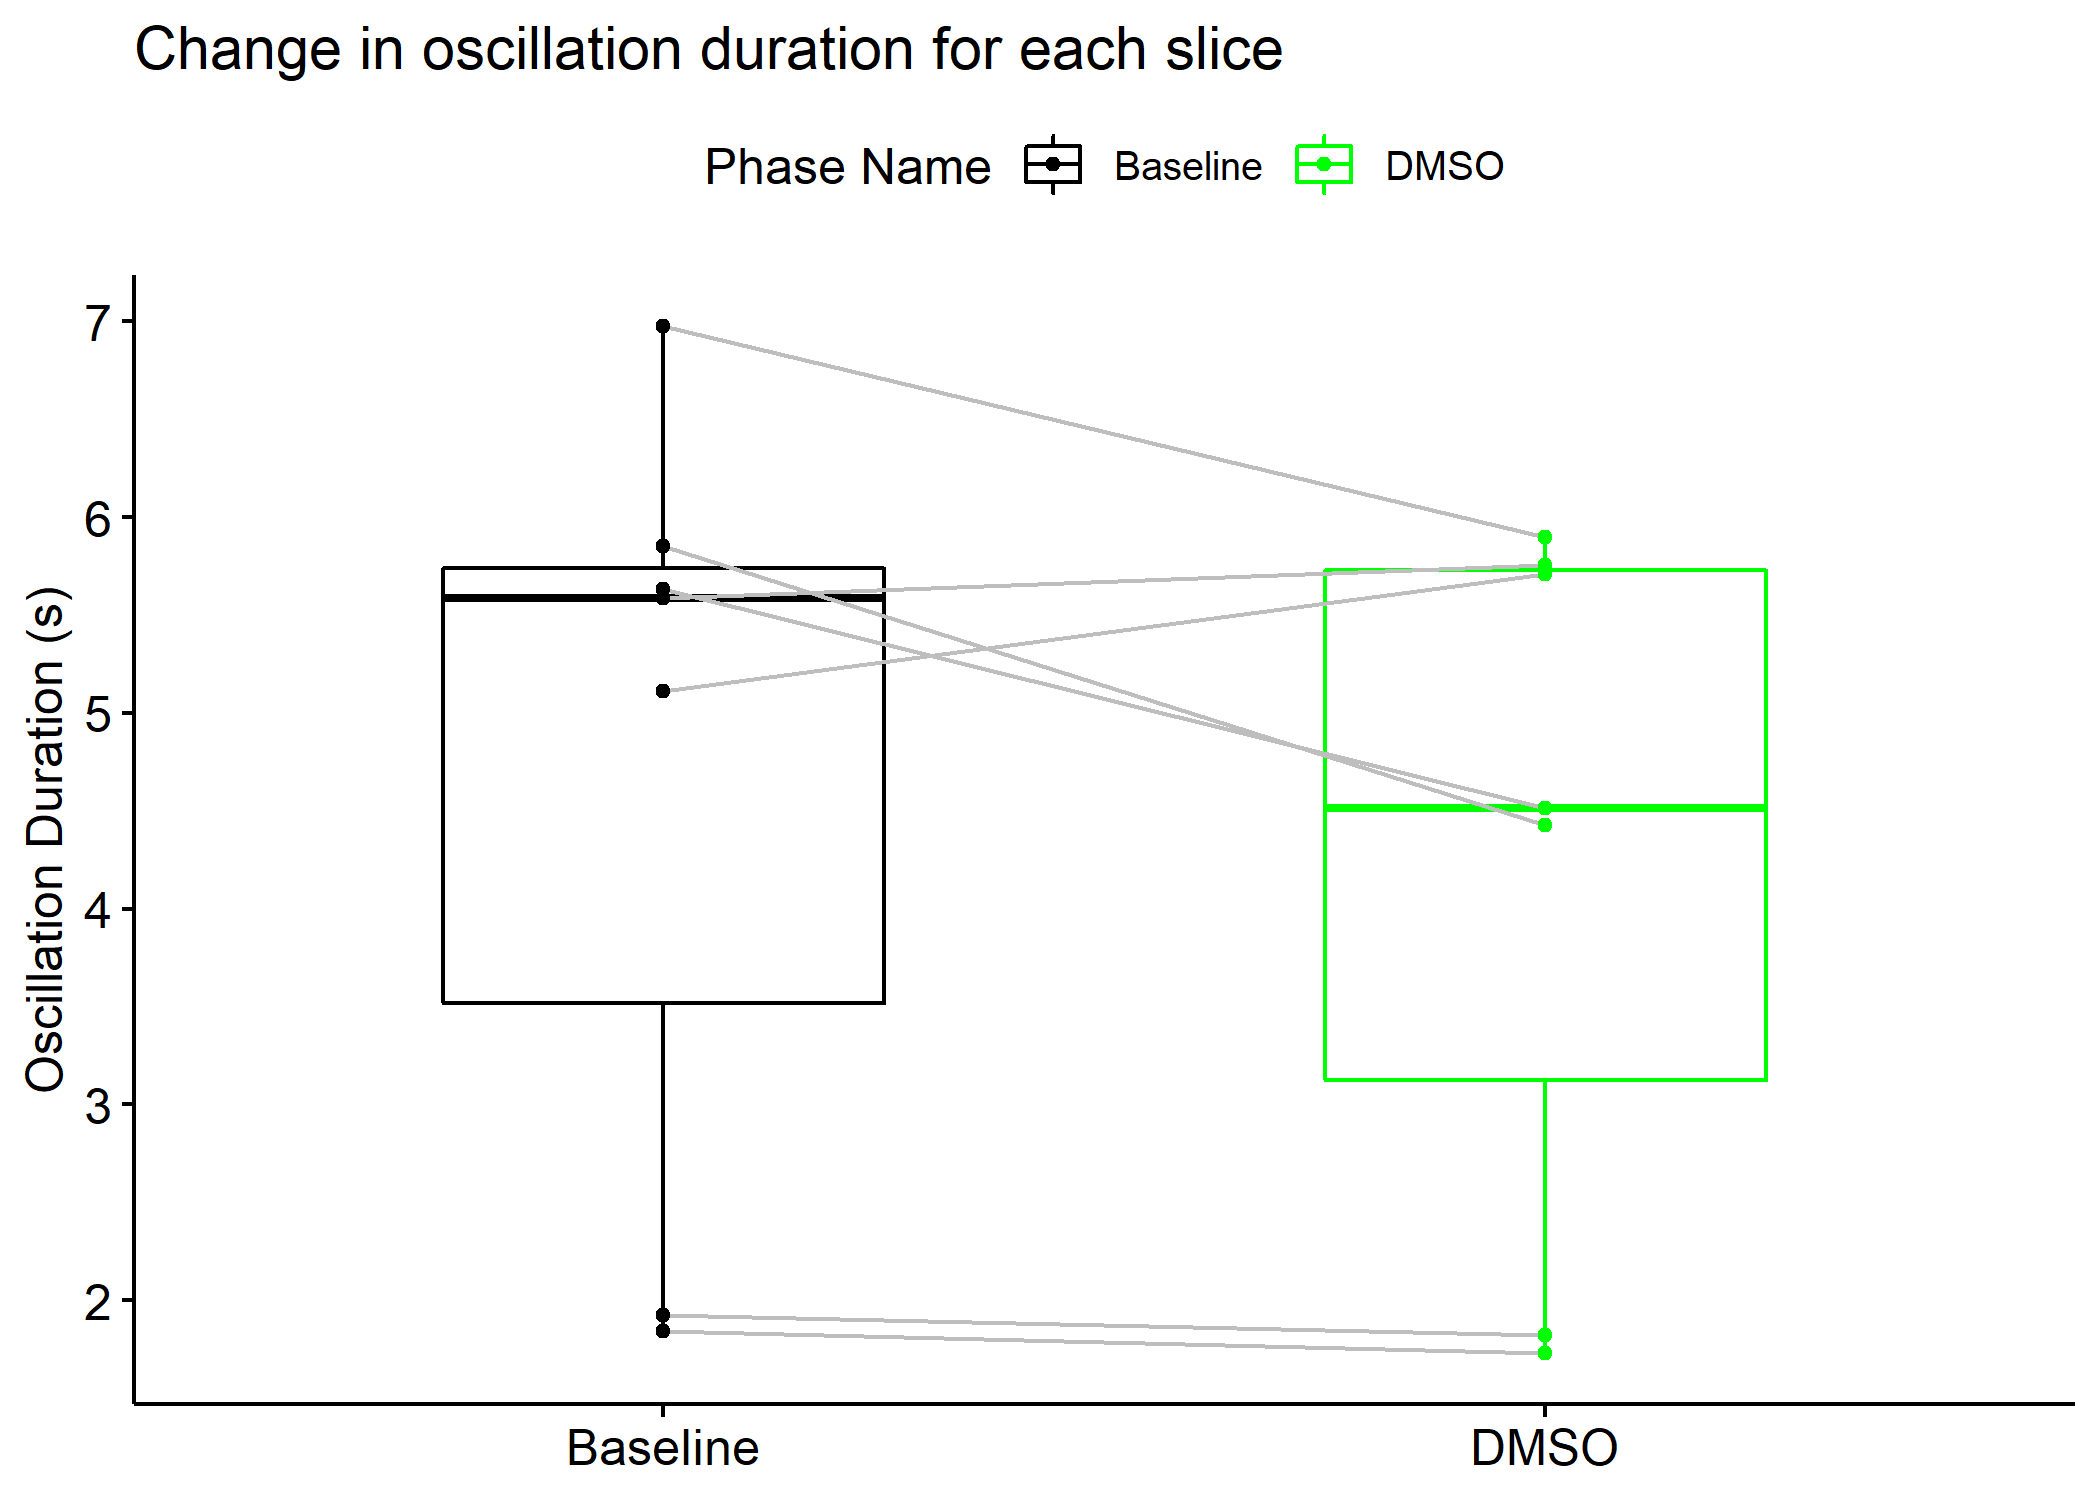 Change in oscillation duration for each slice
Phase Name Baseline DMSO
Oscillation Duration (s)
7
6
5
4
3
2
Baseline DMSO